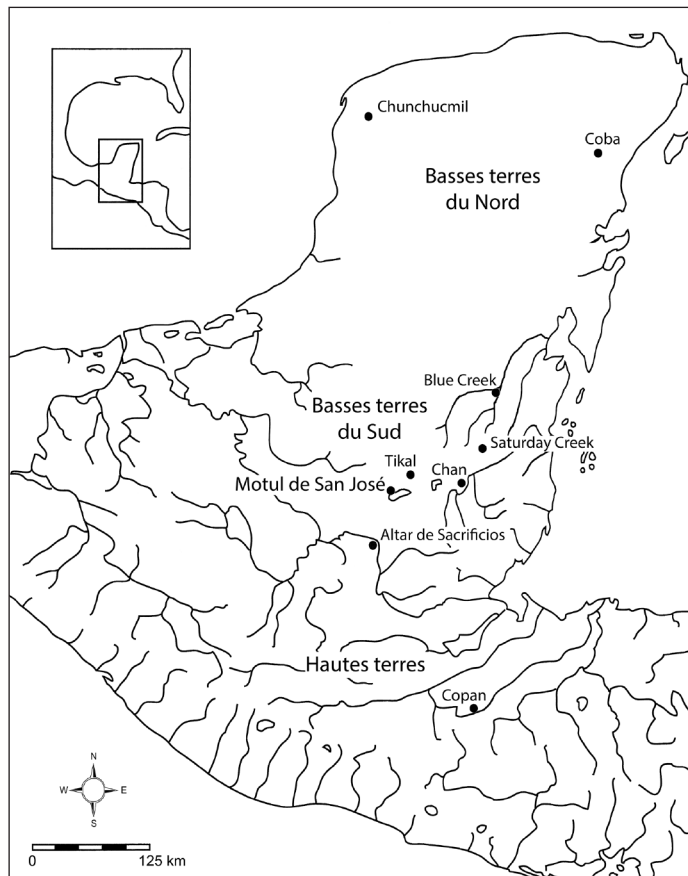 Chunchucmil
Coba
Basses terres
du Nord
Blue Creek
Basses terres
du Sud
Saturday Creek
Tikal
Chan
Motul de San José
Altar de Sacrificios
Hautes terres
Copan
N
W
E
S
0
125 km